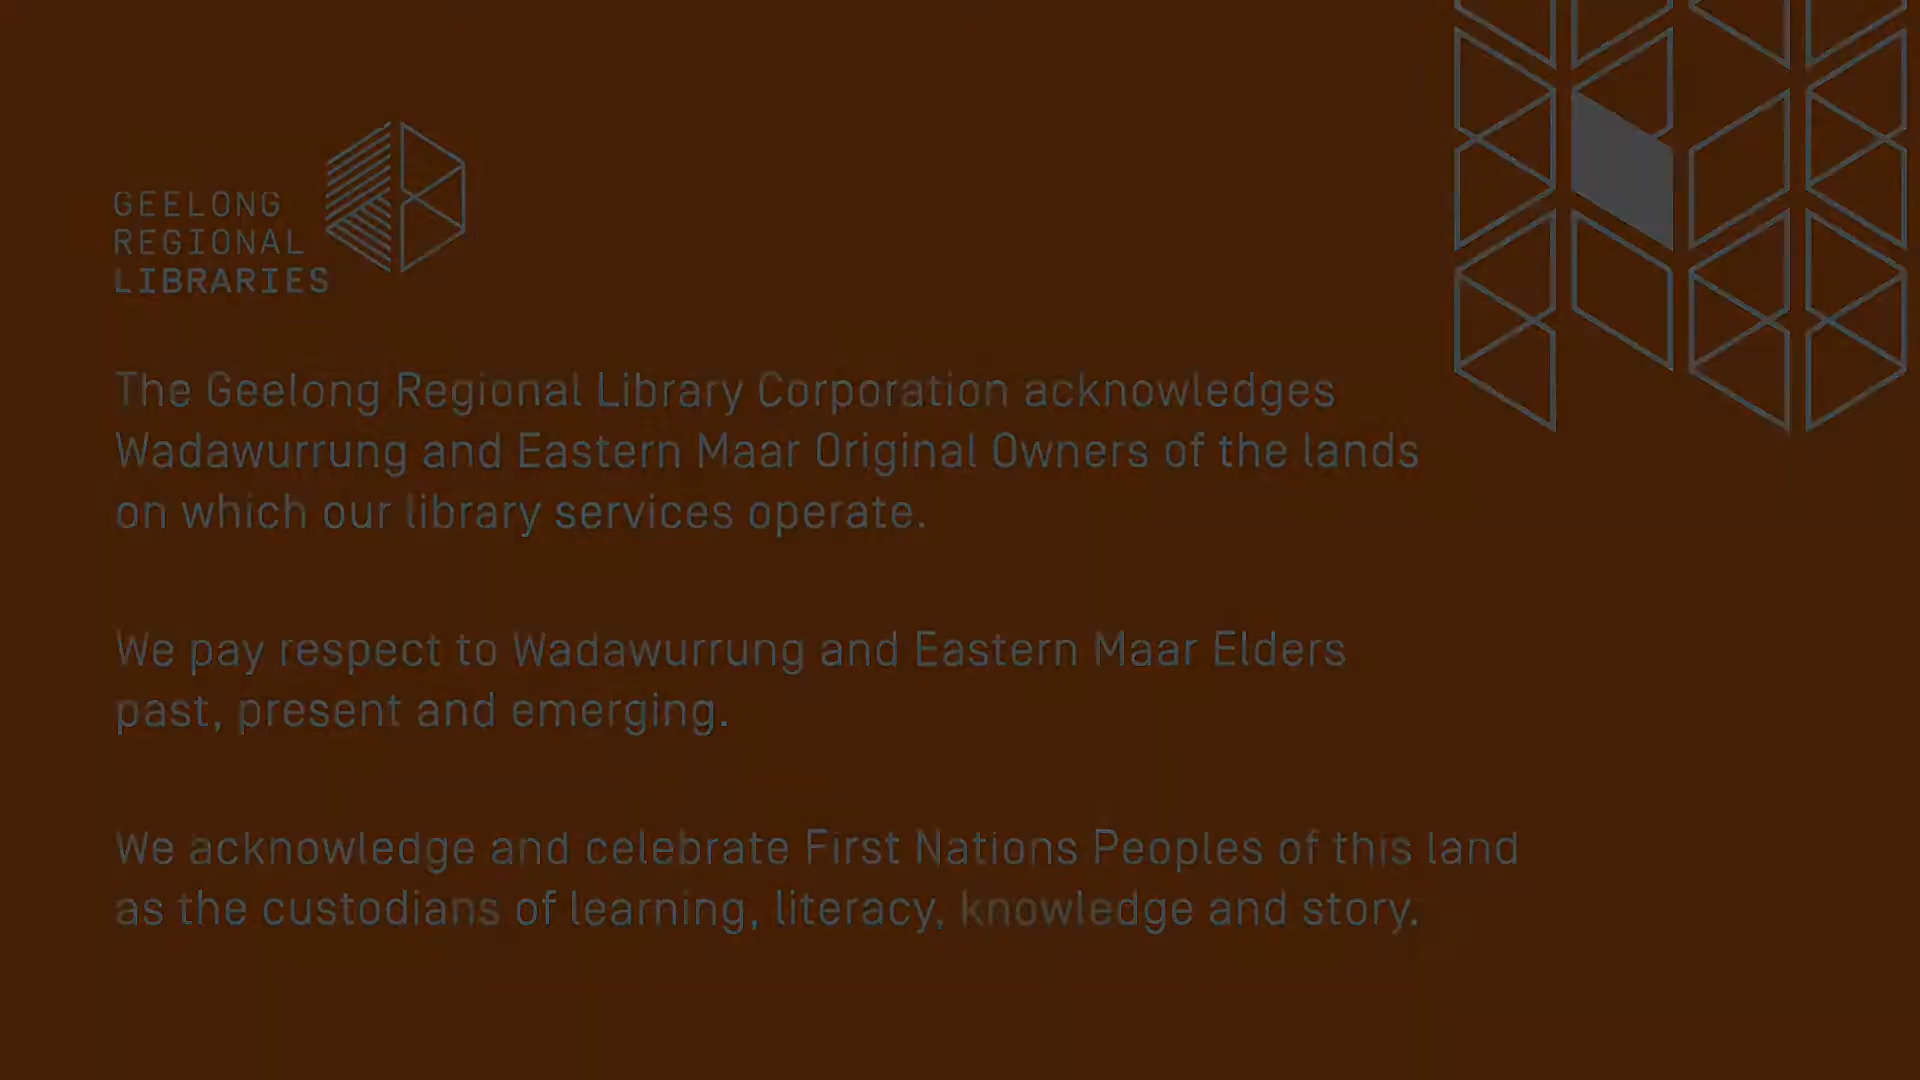 GEELONG
REGIONAL
LIBRARIES
The Geelong Regional Library Corporation acknowledges
Wadawurrung and Eastern Maar Original Owners of the lands
on which our library services operate.
We pay respect to Wadawurrung and Eastern Maar Elders
past, present and emerging.
We acknowledge and celebrate First Nations Peoples of this land
as the custodians of learning, literacy, knowledge and story.